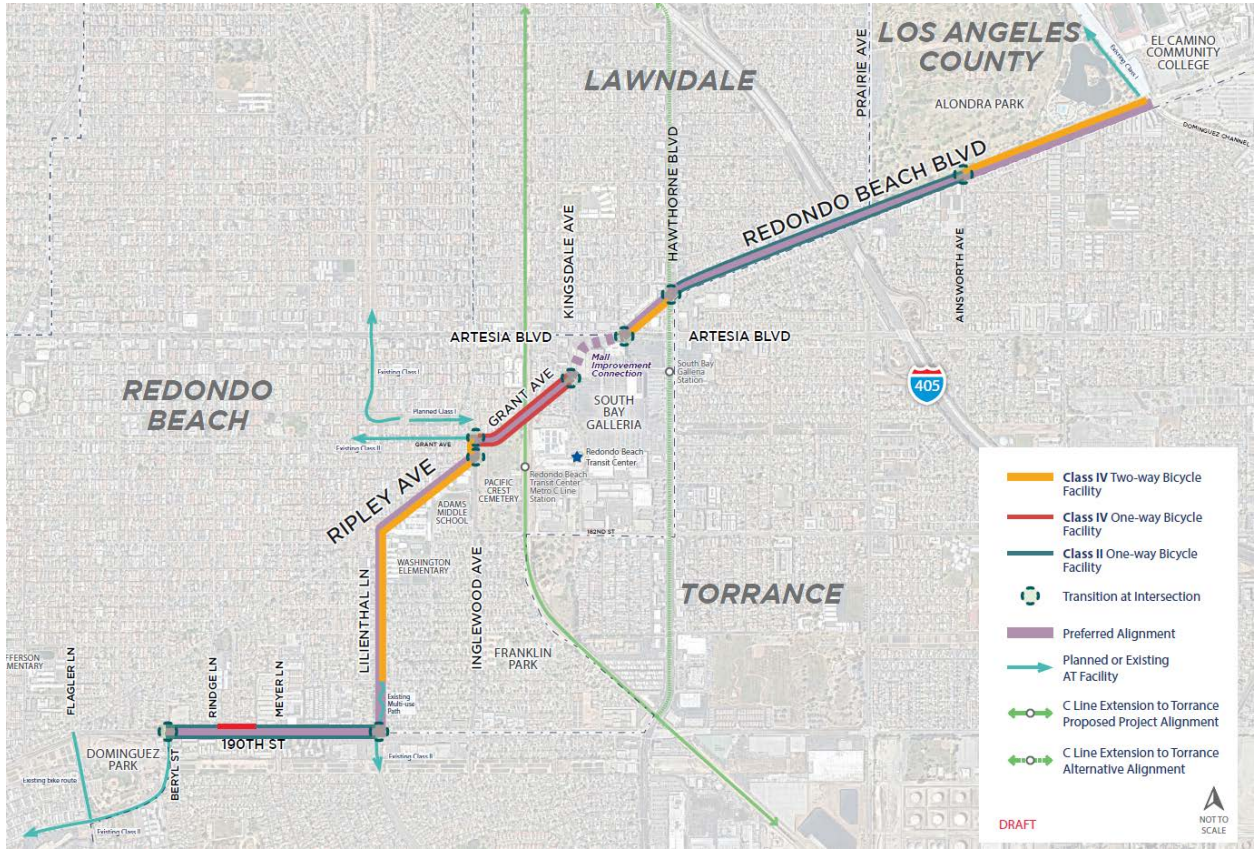 LOS ANGELES
COUNTY
EL CAMINO
COMMUNITY
COLLEGE
LAWNDALE
PRAIRIE AVE
Existing Class I
ALONDRA PARK
DOMINGUEZ CHANNEL
HAWTHORNE BLVD
REDONDO BEACH BLVD
KINGSDALE AVE
AINSWORTH AVE
ARTESIA BLVD
ARTESIA BLVD
Mall
Improvement
Connection
South Bay
Galleria
Station
405
Existing Class I
REDONDO
BEACH
GRANT AVE
SOUTH
BAY
GALLERIA
Planned Class I
Existing Class II
GRANT AVE
Redondo Beach
Transit Center
RIPLEY AVE
PACIFIC
CREST
CEMETERY
Redondo Beach
Transit Center
Metro C Line
Station
ADAMS
MIDDLE
SCHOOL
182ND ST
WASHINGTON
ELEMENTARY
LILIENTHAL LN
INGLEWOOD AVE
TORRANCE
FRANKLIN
PARK
FFERSON
EMENTARY
FLAGLER LN
RINDGE LN
MEYER LN
Existing
Multi-use
Path
190TH ST
DOMINGUEZ
PARK
BERYL ST
Existing Class II
Existing bike route
Existing Class II
Class IV Two-way Bicycle
Facility
Class IV One-way Bicycle
Facility
Class II One-way Bicycle
Facility
Transition at Intersection
Preferred Alignment
Planned or Existing
AT Facility
C Line Extension to Torrance
Proposed Project Alignment
C Line Extension to Torrance
Alternative Alignment
DRAFT
NOT TO
SCALE